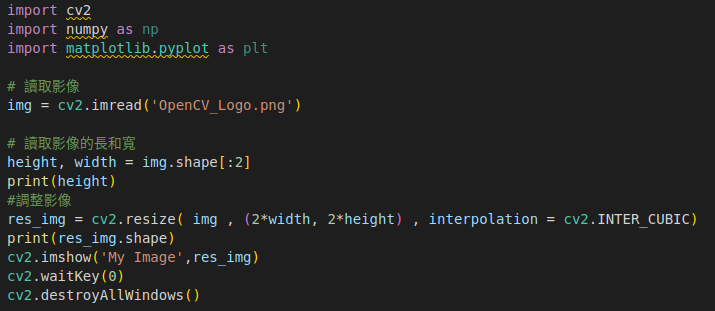 import cv2
import numpy as np
import matplotlib.pyplot as plt
# 讀取影像
img = cv2.imread('OpenCV_Logo.png')
# 讀取影像的長和寬
height, width = img.shape[:2]
print(height)
#調整影像
res_img = cv2.resize( img , (2*width, 2*height) , interpolation = cv2.INTER_CUBIC)
print(res_img.shape)
cv2.imshow('My Image',res_img)
cv2.waitKey(0)
cv2.destroyAllWindows()